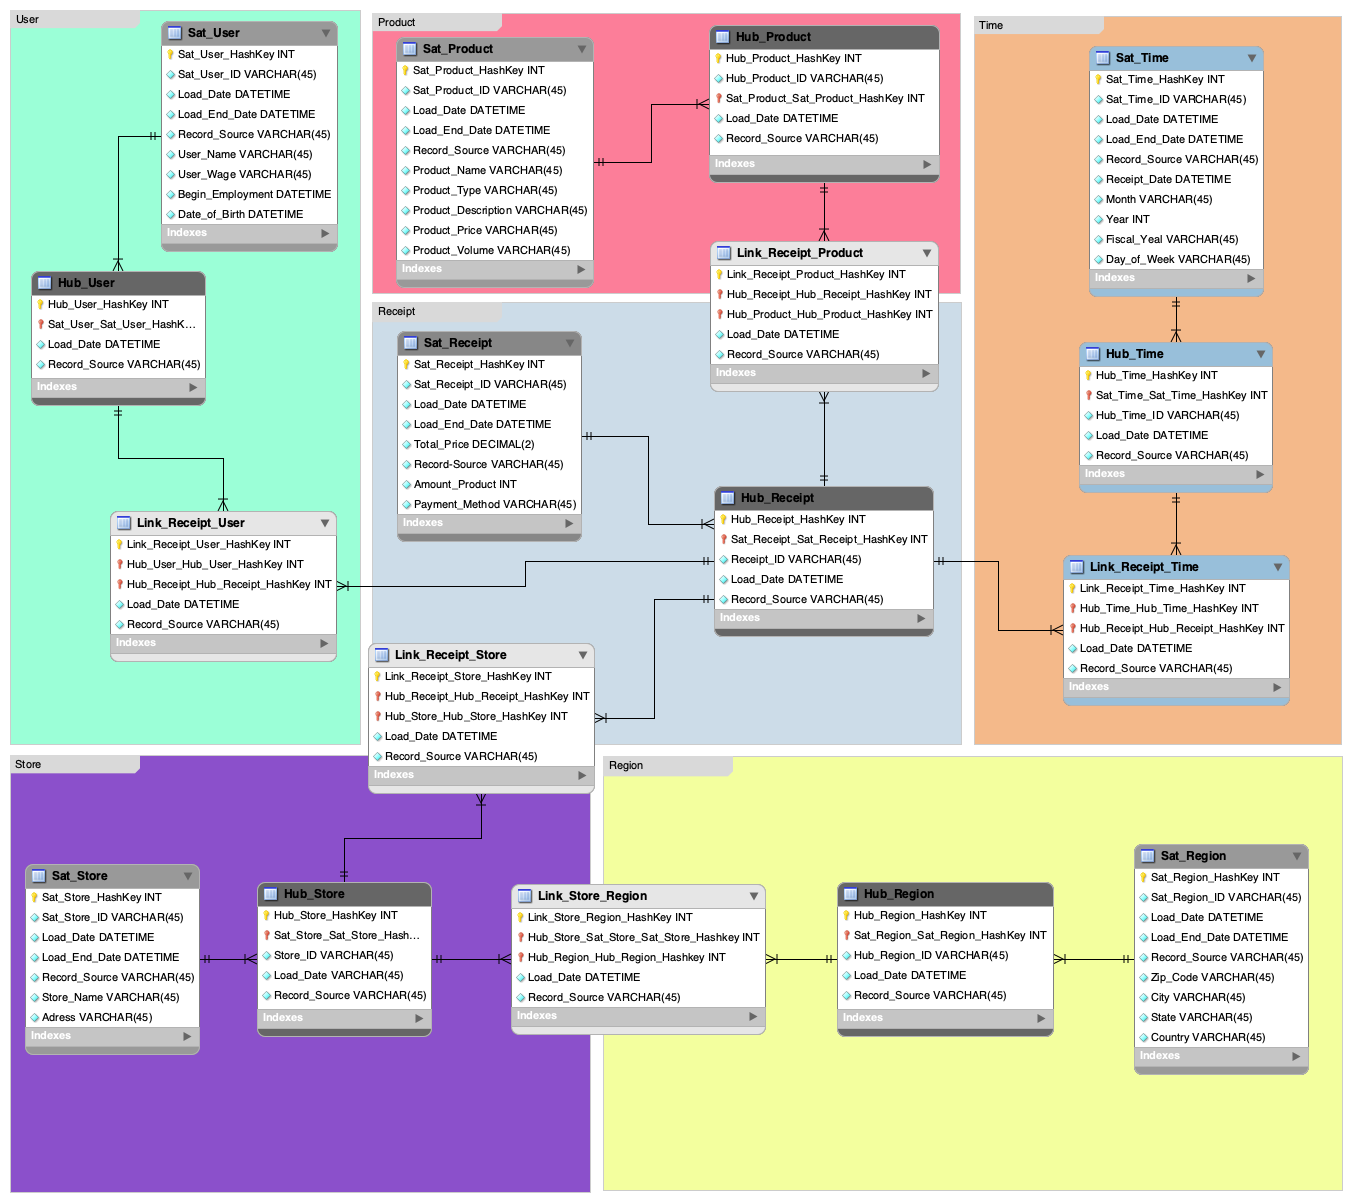 User
Sat_User
Sat_User_HashKey INT
Sat_User_ID VARCHAR(45)
Load_Date DATETIME
Load_End_Date DATETIME
Record_Source VARCHAR(45)
User_Name VARCHAR(45)
User_Wage VARCHAR(45)
Begin_Employment DATETIME
Date_of_Birth DATETIME
Indexes
Hub_User
Hub_User_HashKey INT
Sat_User_Sat_User_HashK...
Load_Date DATETIME
Record_Source VARCHAR(45)
Indexes
Link_Receipt_User
Link_Receipt_User_HashKey INT
Hub_User_Hub_User_HashKey INT
Hub_Receipt_Hub_Receipt_HashKey INT
Load_Date DATETIME
Record_Source VARCHAR(45)
Indexes
Product
Sat_Product
Sat_Product_HashKey INT
Sat_Product_ID VARCHAR(45)
Load_Date DATETIME
Load_End_Date DATETIME
Record_Source VARCHAR(45)
Product_Name VARCHAR(45)
Product_Type VARCHAR(45)
Product_Description VARCHAR(45)
Product_Price VARCHAR(45)
Product_Volume VARCHAR(45)
Indexes
Hub_Product
Hub_Product_HashKey INT
Hub_Product_ID VARCHAR(45)
Sat_Product_Sat_Product_HashKey INT
Load_Date DATETIME
Record_Source VARCHAR(45)
Indexes
Link_Receipt_Product
Link_Receipt_Product_HashKey INT
Hub_Receipt_Hub_Receipt_HashKey INT
Hub_Product_Hub_Product_HashKey INT
Load_Date DATETIME
Record_Source VARCHAR(45)
Indexes
Receipt
Sat_Receipt
Sat_Receipt_HashKey INT
Sat_Receipt_ID VARCHAR(45)
Load_Date DATETIME
Load_End_Date DATETIME
Total_Price DECIMAL(2)
Record-Source VARCHAR(45)
Amount_Product INT
Payment_Method VARCHAR(45)
Indexes
Hub_Receipt
Hub_Receipt_HashKey INT
Sat_Receipt_Sat_Receipt_HashKey INT
Receipt_ID VARCHAR(45)
Load_Date DATETIME
Record_Source VARCHAR(45)
Indexes
Link_Receipt_Store
Link_Receipt_Store_HashKey INT
Hub_Receipt_Hub_Receipt_HashKey INT
Hub_Store_Hub_Store_HashKey INT
Load_Date DATETIME
Record_Source VARCHAR(45)
Indexes
Time
Sat_Time
Sat_Time_HashKey INT
Sat_Time_ID VARCHAR(45)
Load_Date DATETIME
Load_End_Date DATETIME
Record_Source VARCHAR(45)
Receipt_Date DATETIME
Month VARCHAR(45)
Year INT
Fiscal_Yeal VARCHAR(45)
Day_of_Week VARCHAR(45)
Indexes
Hub_Time
Hub_Time_HashKey INT
Sat_Time_Sat_Time_HashKey INT
Hub_Time_ID VARCHAR(45)
Load_Date DATETIME
Record_Source VARCHAR(45)
Indexes
Link_Receipt_Time
Link_Receipt_Time_HashKey INT
Hub_Time_Hub_Time_HashKey INT
Hub_Receipt_Hub_Receipt_HashKey INT
Load_Date DATETIME
Record_Source VARCHAR(45)
Indexes
Store
Sat_Store
Sat_Store_HashKey INT
Sat_Store_ID VARCHAR(45)
Load_Date DATETIME
Load_End_Date DATETIME
Record_Source VARCHAR(45)
Store_Name VARCHAR(45)
Adress VARCHAR(45)
Indexes
Hub_Store
Hub_Store_HashKey INT
Sat_Store_Sat_Store_Hash...
Store_ID VARCHAR(45)
Load_Date VARCHAR(45)
Record_Source VARCHAR(45)
Indexes
Link_Store_Region
Link_Store_Region_HashKey INT
Hub_Store_Sat_Store_Sat_Store_Hashkey INT
Hub_Region_Hub_Region_Hashkey INT
Load_Date DATETIME
Record_Source VARCHAR(45)
Indexes
Region
Hub_Region
Hub_Region_HashKey INT
Sat_Region_Sat_Region_HashKey INT
Hub_Region_ID VARCHAR(45)
Load_Date DATETIME
Record_Source VARCHAR(45)
Indexes
Sat_Region
Sat_Region_HashKey INT
Sat_Region_ID VARCHAR(45)
Load_Date DATETIME
Load_End_Date DATETIME
Record_Source VARCHAR(45)
Zip_Code VARCHAR(45)
City VARCHAR(45)
State VARCHAR(45)
Country VARCHAR(45)
Indexes